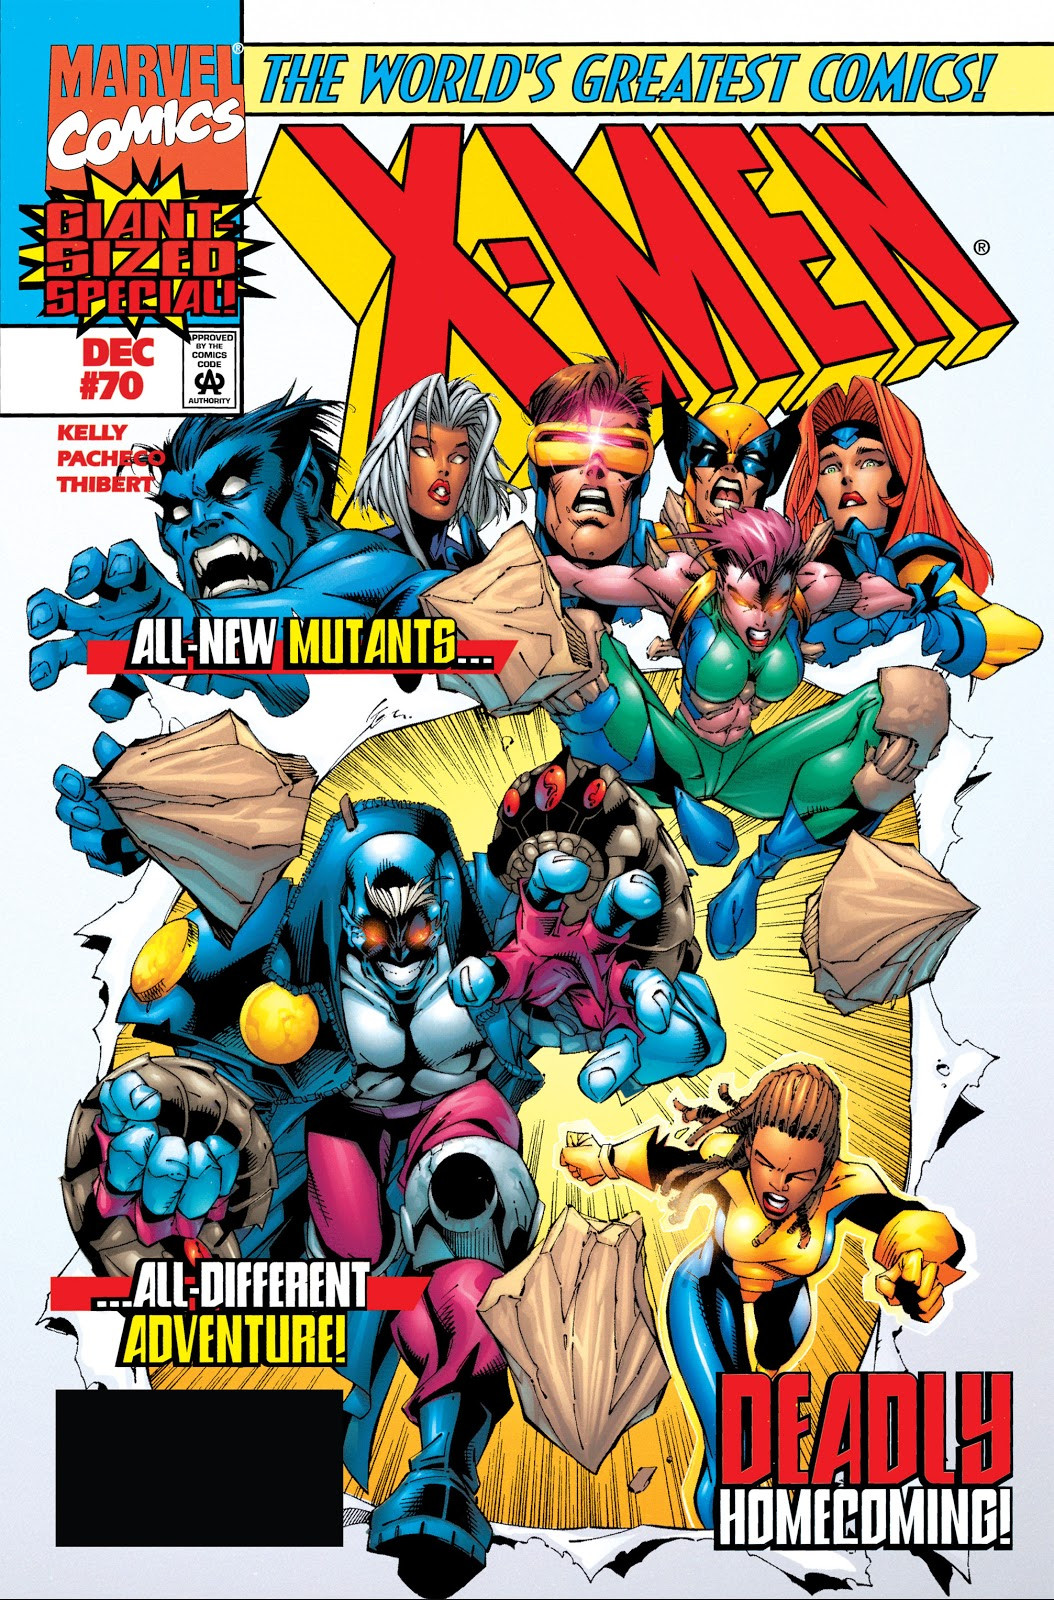 MARVEL
COMICS®
THE WORLD'S GREATEST COMICS!
X-MEN®
GIANT-
SIZED
SPECIAL!
DEC
#70
APPROVED
BY THE
COMICS
CODE
CA
AUTHORITY
KELLY
PACHECO
THIBERT
ALL-NEW MUTANTS...
...ALL-DIFFERENT
ADVENTURE!
DEADLY
HOMECOMING!